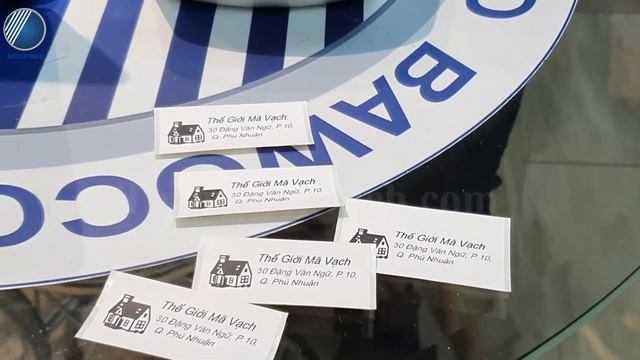 O BAWOCO
Thế Giới Mã Vạch
30 Đặng Văn Ngữ, P.10,
Q. Phú Nhuận
Thế Giới Mã Vạch
30 Đặng Văn Ngữ, P.10,
Q. Phú Nhuận
Thế Giới Mã Vạch
30 Đặng Văn Ngữ, P.10,
Q. Phú Nhuận
Thế Giới Mã Vạch
30 Đặng Văn Ngữ, P.10,
Q. Phú Nhuận
Thế Giới Mã Vạch
30 Đặng Văn Ngữ, P.10,
Q. Phú Nhuận